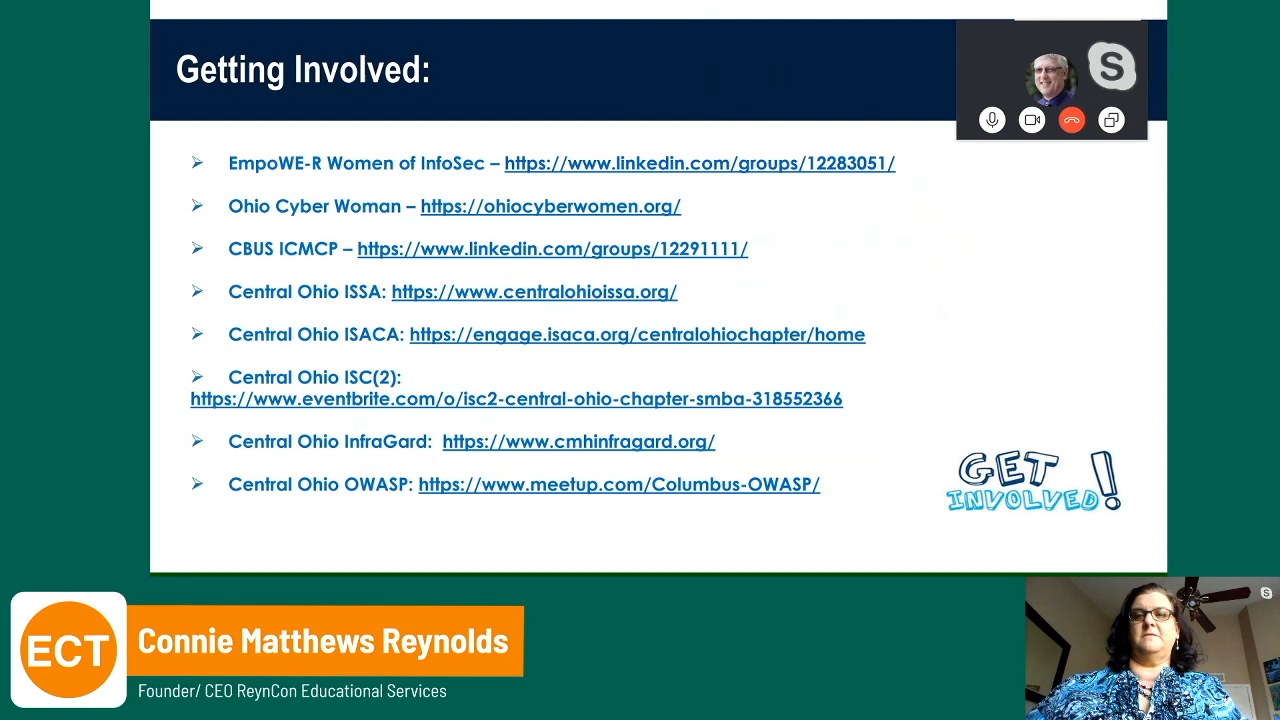 Getting Involved:
S
EmpoWE-R Women of InfoSec – https://www.linkedin.com/groups/12283051/
Ohio Cyber Woman – https://ohiocyberwomen.org/
CBUS ICMCP – https://www.linkedin.com/groups/12291111/
Central Ohio ISSA: https://www.centralohioissa.org/
Central Ohio ISACA: https://engage.isaca.org/centralohiochapter/home
Central Ohio ISC(2):
https://www.eventbrite.com/o/isc2-central-ohio-chapter-smba-318552366
Central Ohio InfraGard: https://www.cmhinfragard.org/
Central Ohio OWASP: https://www.meetup.com/Columbus-OWASP/
GET
INVOLVED!
ECT
Connie Matthews Reynolds
Founder/ CEO ReynCon Educational Services
S